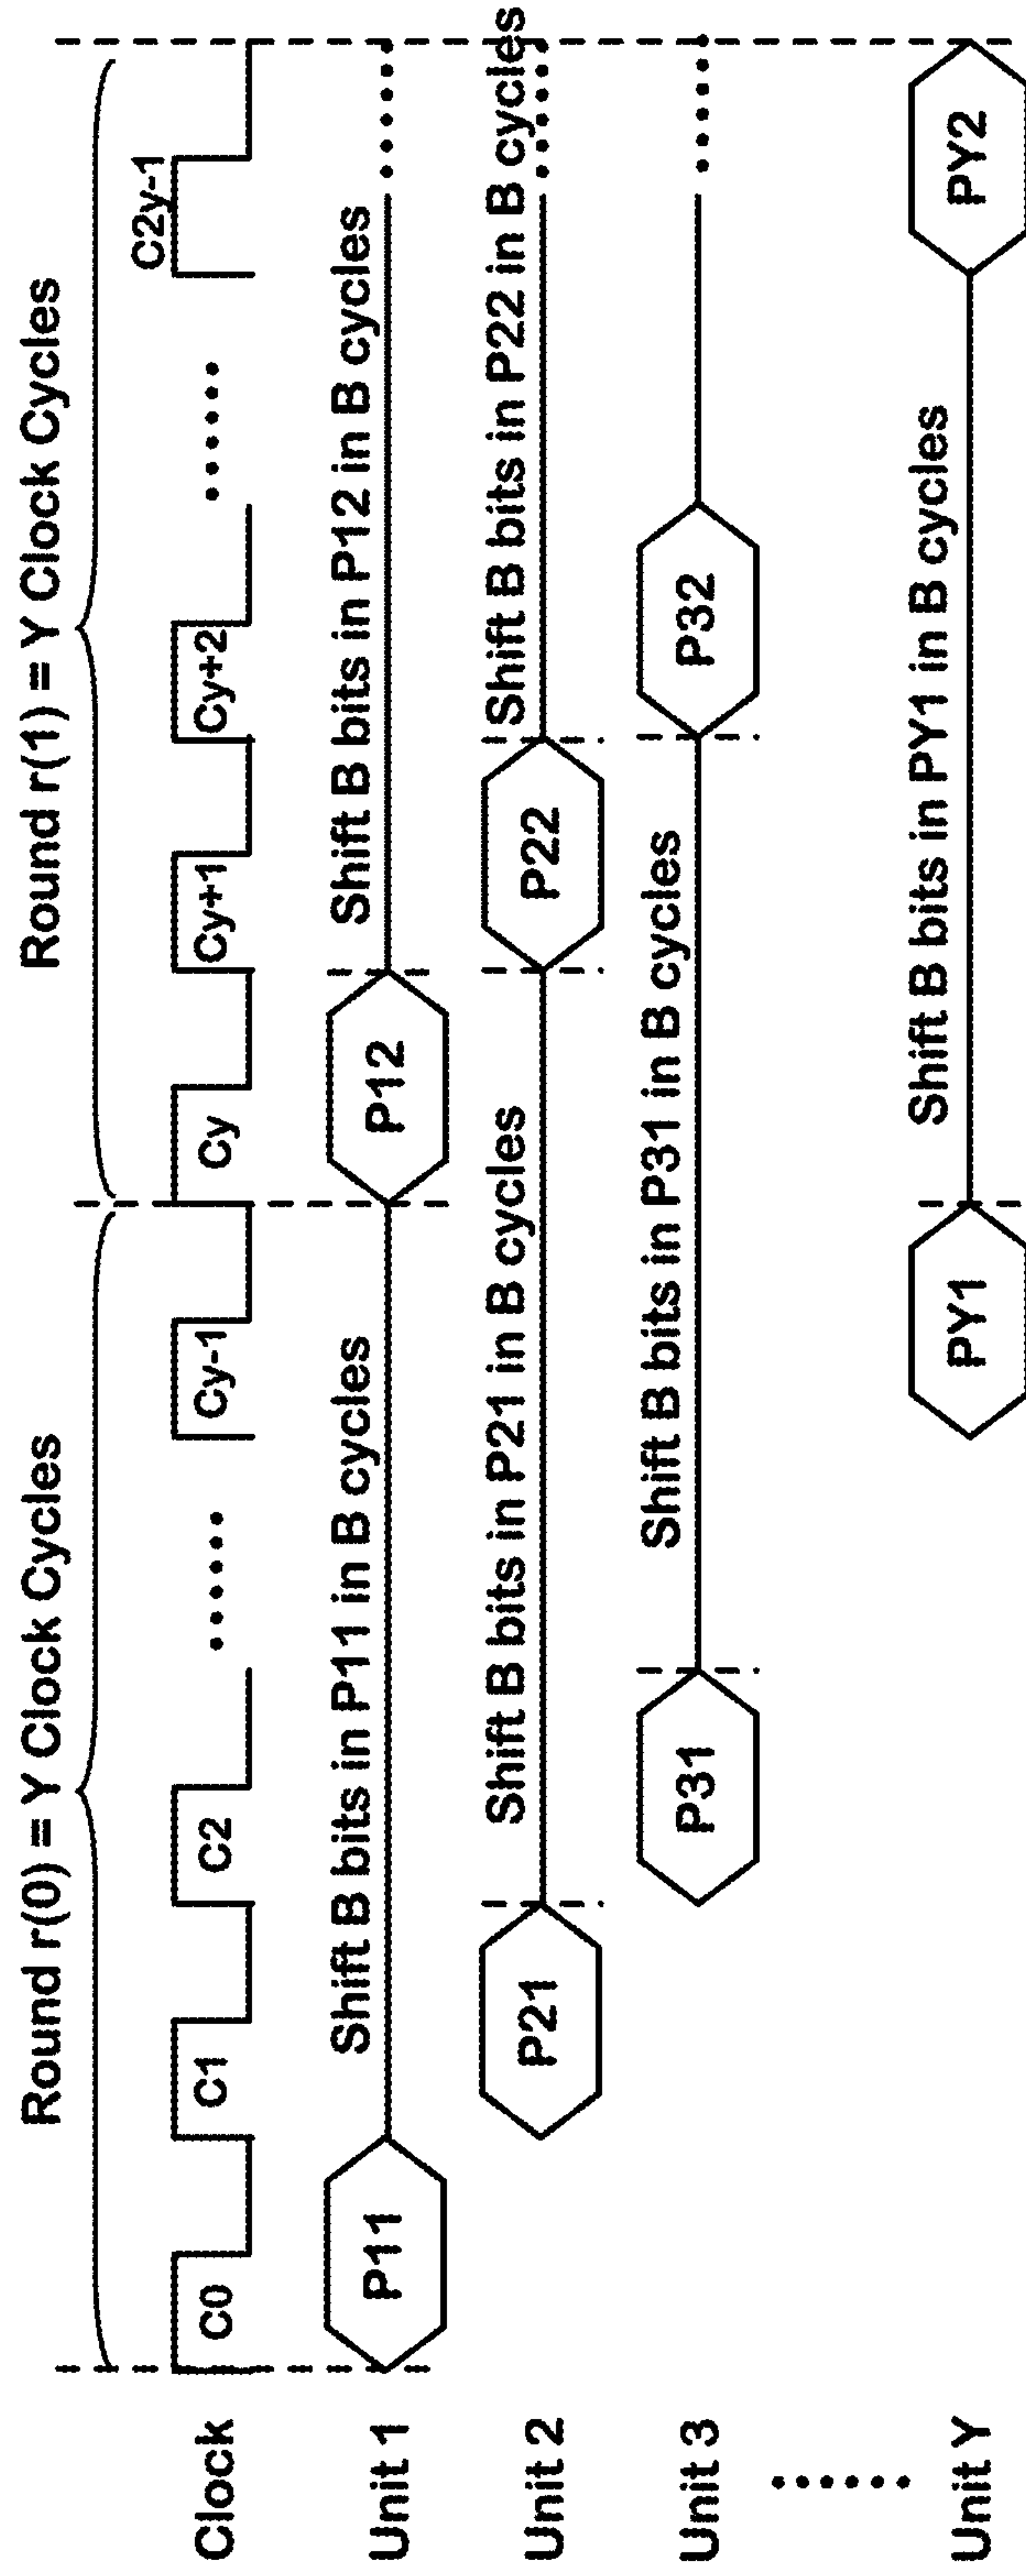 Round r(0) = Y Clock Cycles
Round r(1) = Y Clock Cycles
Clock
C0
C1
C2
......
Cy-1
Cy
Cy+1
Cy+2
......
C2y-1
Unit 1
P11
Shift B bits in P11 in B cycles
P12
Shift B bits in P12 in B cycles
......
Unit 2
P21
Shift B bits in P21 in B cycles
P22
Shift B bits in P22 in B cycles
......
Unit 3
P31
Shift B bits in P31 in B cycles
P32
......
......
Unit Y
PY1
Shift B bits in PY1 in B cycles
PY2